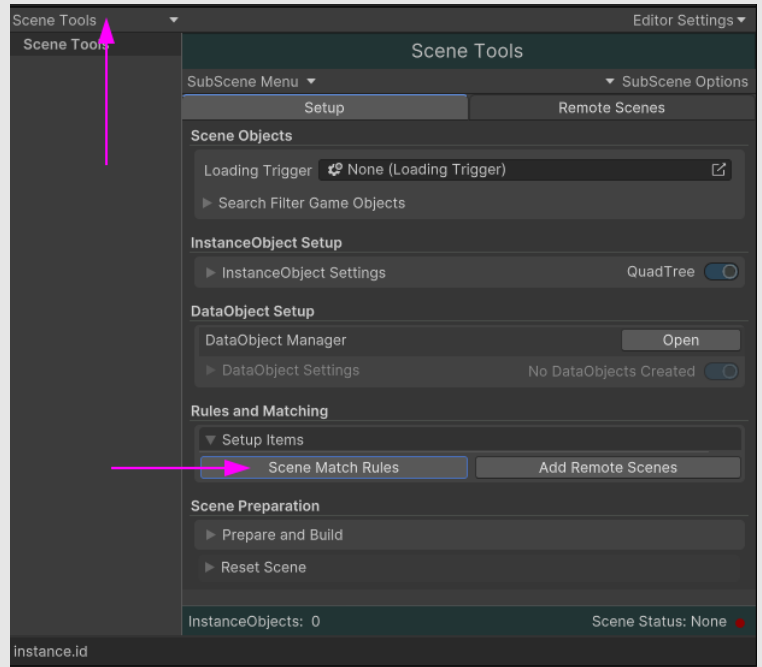 Scene Tools Editor Settings
Scene Tools
Scene Tools
SubScene Menu SubScene Options
Setup Remote Scenes
Scene Objects
Loading Trigger None (Loading Trigger)
Search Filter Game Objects
InstanceObject Setup
InstanceObject Settings QuadTree
DataObject Setup
DataObject Manager Open
DataObject Settings No DataObjects Created
Rules and Matching
Setup Items
Scene Match Rules Add Remote Scenes
Scene Preparation
Prepare and Build
Reset Scene
InstanceObjects: 0 Scene Status: None
instance.id